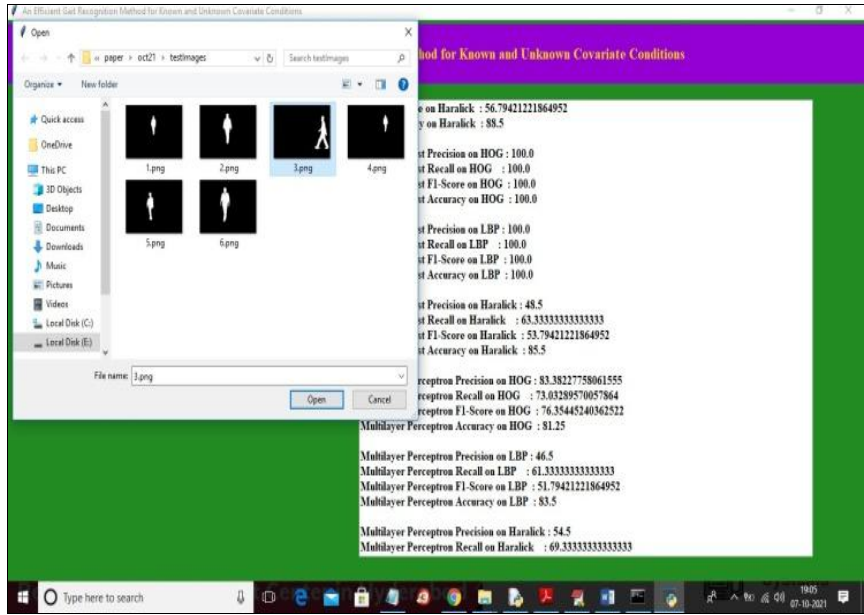 An Efficient Gait Recognition Method for Known and Unknown Covariate Conditions
Open
paper › oct21 › testImages
Search testImages
Organize
New folder
Quick access
OneDrive
This PC
3D Objects
Desktop
Documents
Downloads
Music
Pictures
Videos
Local Disk (C:)
Local Disk (E:)
1.png
2.png
3.png
4.png
5.png
6.png
File name:
3.png
Open
Cancel
hod for Known and Unknown Covariate Conditions
e on Haralick : 56.79421221864952
y on Haralick : 88.5
st Precision on HOG : 100.0
st Recall on HOG : 100.0
st F1-Score on HOG : 100.0
st Accuracy on HOG : 100.0
st Precision on LBP : 100.0
st Recall on LBP : 100.0
st F1-Score on LBP : 100.0
st Accuracy on LBP : 100.0
st Precision on Haralick : 48.5
st Recall on Haralick : 63.33333333333333
st F1-Score on Haralick : 53.79421221864952
st Accuracy on Haralick : 85.5
rceptron Precision on HOG : 83.38227758061555
rceptron Recall on HOG : 73.03289570057864
rceptron F1-Score on HOG : 76.35445240362522
Multilayer Perceptron Accuracy on HOG : 81.25
Multilayer Perceptron Precision on LBP : 46.5
Multilayer Perceptron Recall on LBP : 61.33333333333333
Multilayer Perceptron F1-Score on LBP : 51.79421221864952
Multilayer Perceptron Accuracy on LBP : 83.5
Multilayer Perceptron Precision on Haralick : 54.5
Multilayer Perceptron Recall on Haralick : 69.33333333333333
Type here to search
19:05
07-10-2021